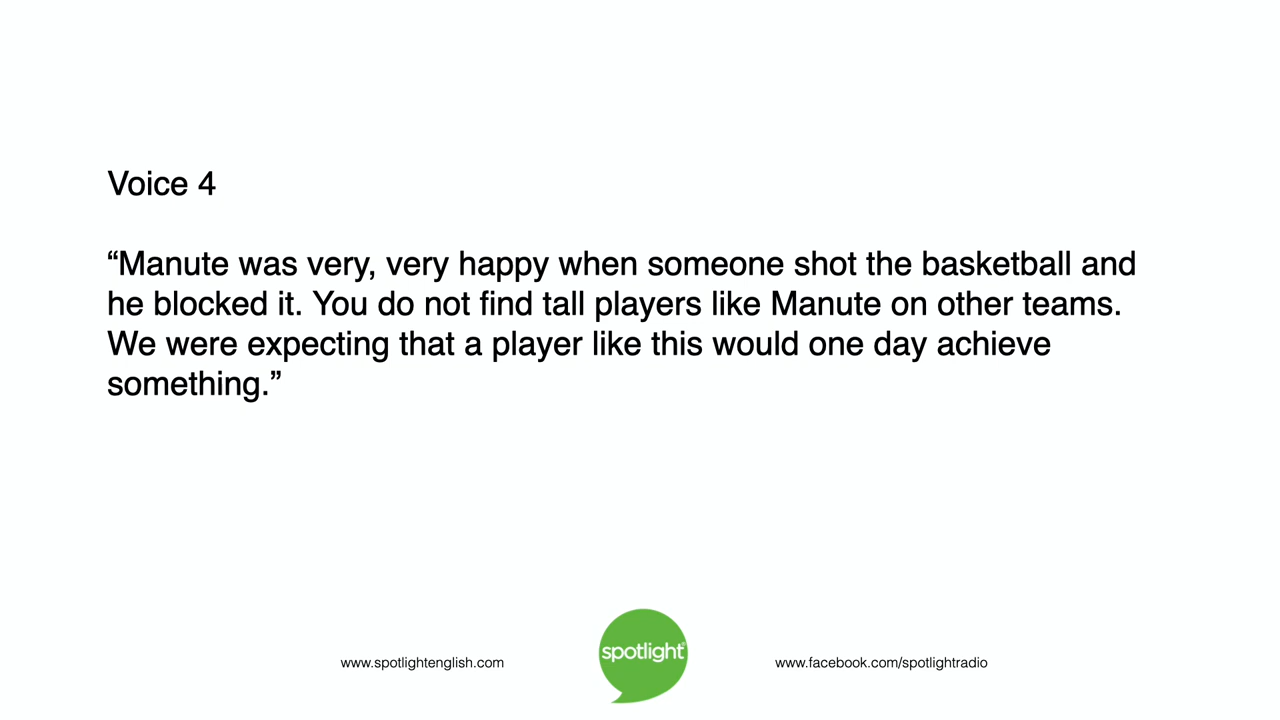 Voice 4
“Manute was very, very happy when someone shot the basketball and
he blocked it. You do not find tall players like Manute on other teams.
We were expecting that a player like this would one day achieve
something.”
www.spotlightenglish.com
spotlight®
www.facebook.com/spotlightradio